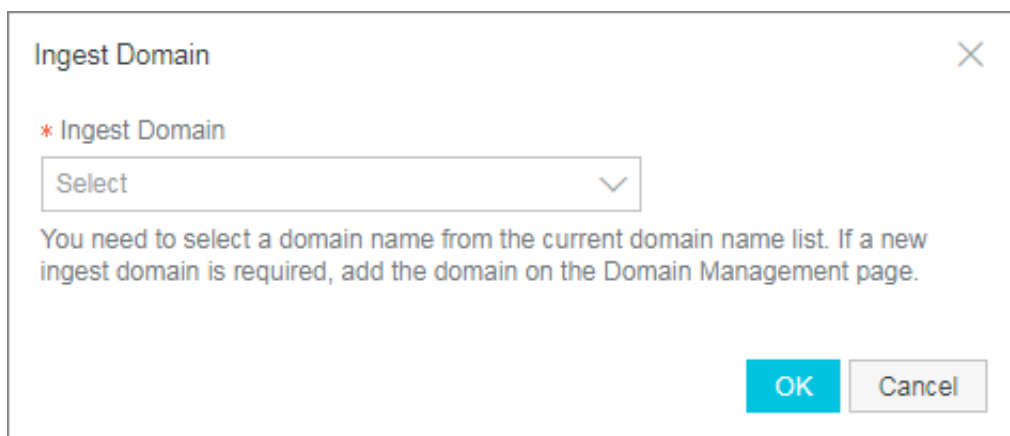 Ingest Domain
* Ingest Domain
Select
You need to select a domain name from the current domain name list. If a new
ingest domain is required, add the domain on the Domain Management page.
OK
Cancel